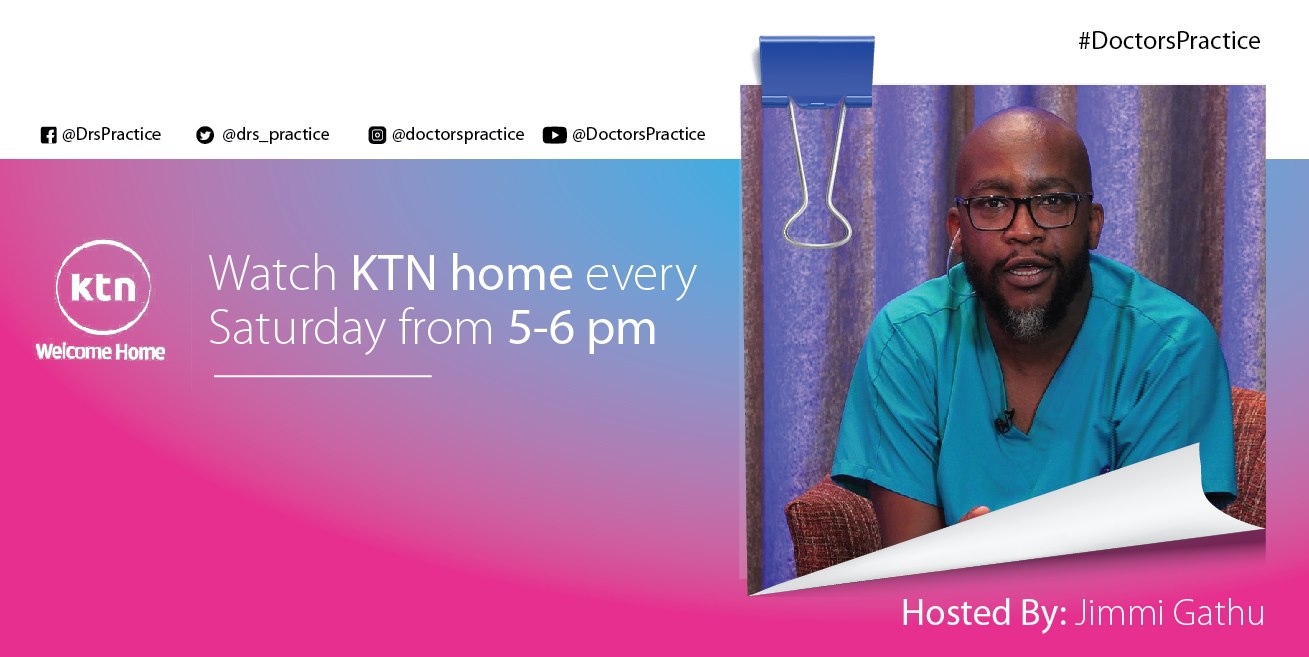 #DoctorsPractice
@DrsPractice @drs_practice @doctorspractice @DoctorsPractice
ktn
Welcome Home
Watch KTN home every
Saturday from 5-6 pm
Hosted By: Jimmi Gathu